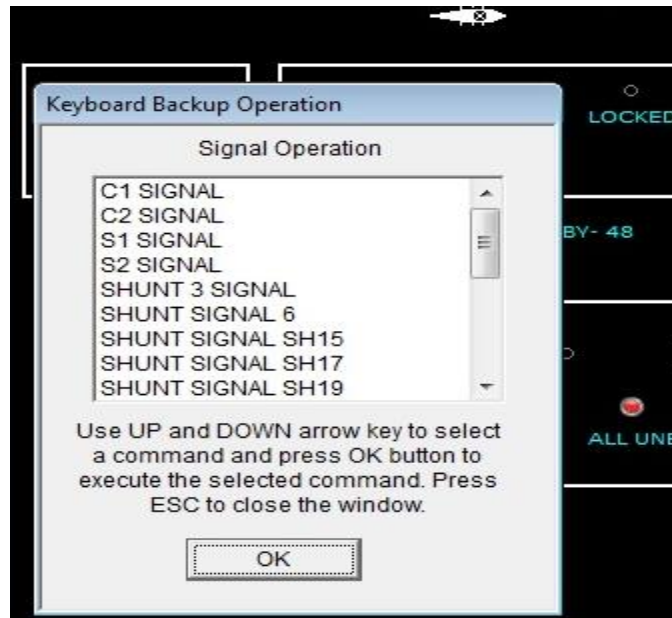 Keyboard Backup Operation
Signal Operation
C1 SIGNAL
C2 SIGNAL
S1 SIGNAL
S2 SIGNAL
SHUNT 3 SIGNAL
SHUNT SIGNAL 6
SHUNT SIGNAL SH15
SHUNT SIGNAL SH17
SHUNT SIGNAL SH19
Use UP and DOWN arrow key to select
a command and press OK button to
execute the selected command. Press
ESC to close the window.
OK
LOCKED
BY- 48
ALL